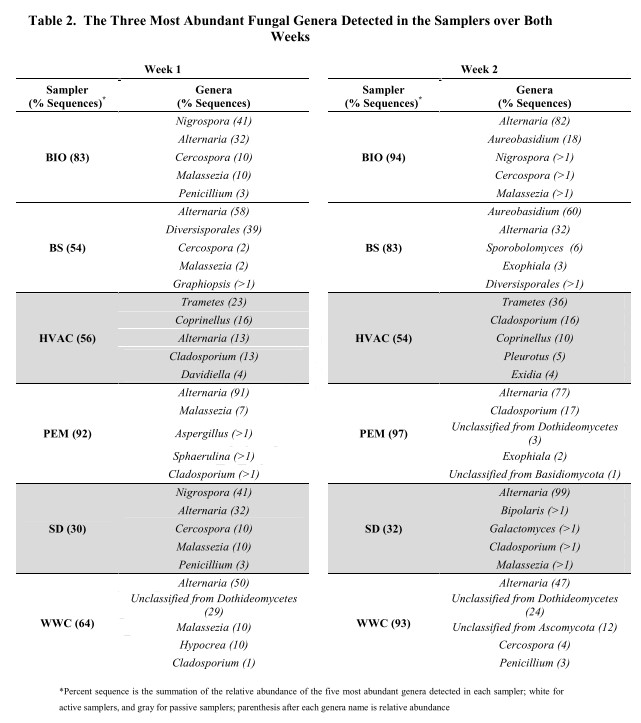 Table 2. The Three Most Abundant Fungal Genera Detected in the Samplers over Both
Weeks
Week 1
Sampler
(% Sequences)*
Genera
(% Sequences)
BIO (83)
Nigrospora (41)
Alternaria (32)
Cercospora (10)
Malassezia (10)
Penicillium (3)
BS (54)
Alternaria (58)
Diversisporales (39)
Cercospora (2)
Malassezia (2)
Graphiopsis (>1)
HVAC (56)
Trametes (23)
Coprinellus (16)
Alternaria (13)
Cladosporium (13)
Davidiella (4)
PEM (92)
Alternaria (91)
Malassezia (7)
Aspergillus (>1)
Sphaerulina (>1)
Cladosporium (>1)
SD (30)
Nigrospora (41)
Alternaria (32)
Cercospora (10)
Malassezia (10)
Penicillium (3)
WWC (64)
Alternaria (50)
Unclassified from Dothideomycetes
(29)
Malassezia (10)
Hypocrea (10)
Cladosporium (1)
Week 2
Sampler
(% Sequences)*
Genera
(% Sequences)
BIO (94)
Alternaria (82)
Aureobasidium (18)
Nigrospora (>1)
Cercospora (>1)
Malassezia (>1)
BS (83)
Aureobasidium (60)
Alternaria (32)
Sporobolomyces (6)
Exophiala (3)
Diversisporales (>1)
HVAC (54)
Trametes (36)
Cladosporium (16)
Coprinellus (10)
Pleurotus (5)
Exidia (4)
PEM (97)
Alternaria (77)
Cladosporium (17)
Unclassified from Dothideomycetes
(3)
Exophiala (2)
Unclassified from Basidiomycota (1)
SD (32)
Alternaria (99)
Bipolaris (>1)
Galactomyces (>1)
Cladosporium (>1)
Malassezia (>1)
WWC (93)
Alternaria (47)
Unclassified from Dothideomycetes
(24)
Unclassified from Ascomycota (12)
Cercospora (4)
Penicillium (3)
*Percent sequence is the summation of the relative abundance of the five most abundant genera detected in each sampler; white for
active samplers, and gray for passive samplers; parenthesis after each genera name is relative abundance